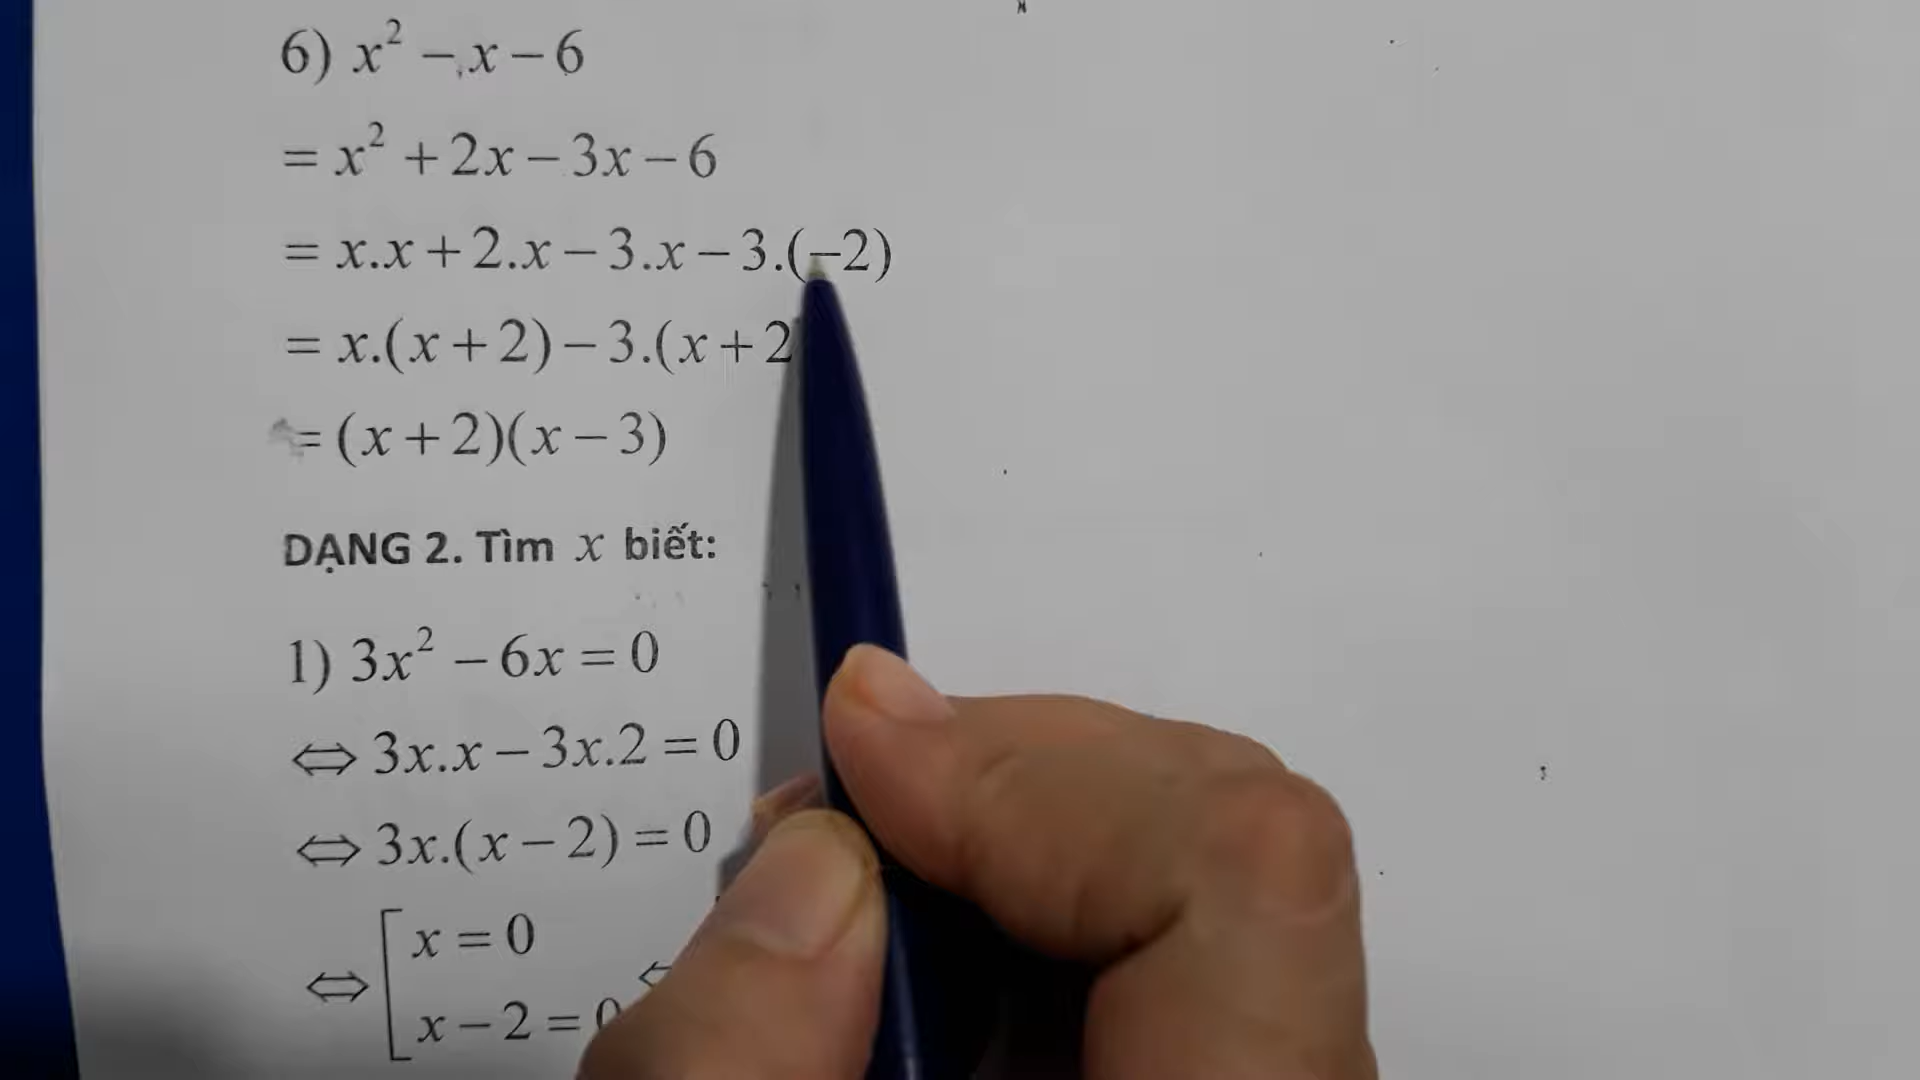 6) x² − x − 6
= x² + 2x − 3x − 6
= x.x + 2.x − 3.x − 3.(−2)
= x.(x + 2) − 3.(x + 2
= (x + 2)(x − 3)
DẠNG 2. Tìm x biết:
1) 3x² − 6x = 0
⇔ 3x.x − 3x.2 = 0
⇔ 3x.(x − 2) = 0
⇔ [ x = 0
x − 2 = 0